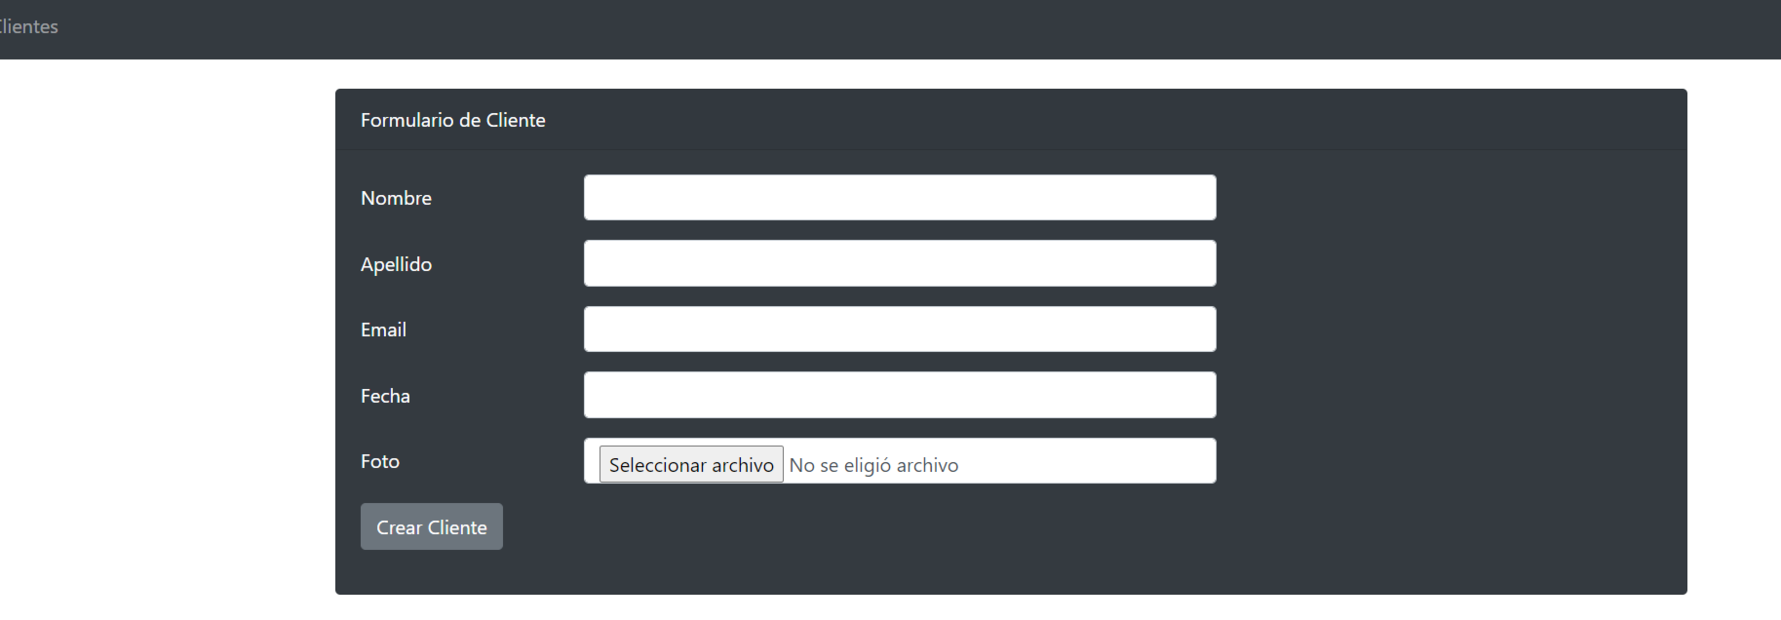 Clientes
Formulario de Cliente
Nombre
Apellido
Email
Fecha
Foto
Seleccionar archivo No se eligió archivo
Crear Cliente